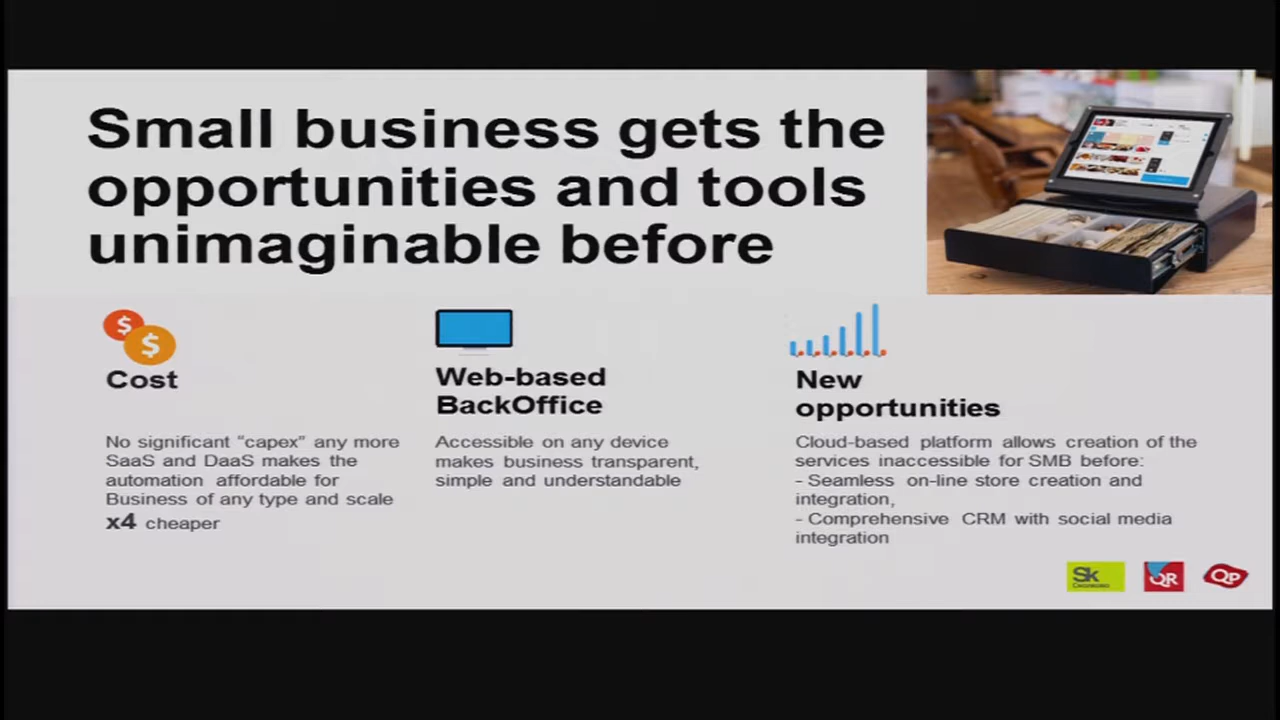 Small business gets the
opportunities and tools
unimaginable before
$
$
Cost
No significant "capex" any more
SaaS and DaaS makes the
automation affordable for
Business of any type and scale
x4 cheaper
Web-based
BackOffice
Accessible on any device
makes business transparent,
simple and understandable
New
opportunities
Cloud-based platform allows creation of the
services inaccessible for SMB before:
- Seamless on-line store creation and
integration,
- Comprehensive CRM with social media
integration
Sk
QR
QP